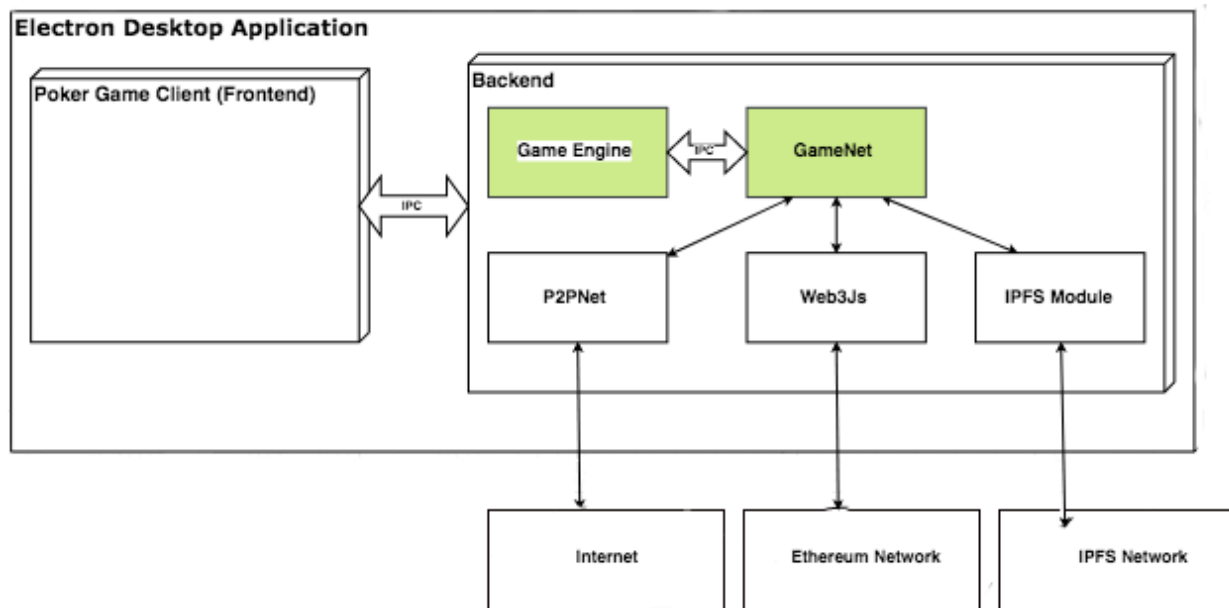 Electron Desktop Application
Poker Game Client (Frontend)
Backend
Game Engine
IPC
GameNet
IPC
P2PNet
Web3Js
IPFS Module
Internet
Ethereum Network
IPFS Network